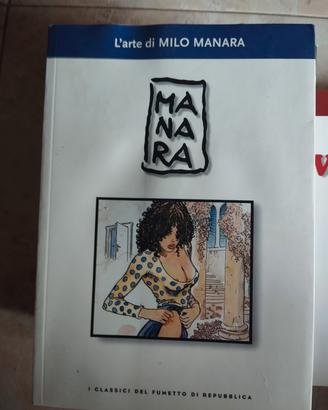 L'arte di MILO MANARA
MA
NA
RA
I CLASSICI DEL FUMETTO DI REPUBBLICA